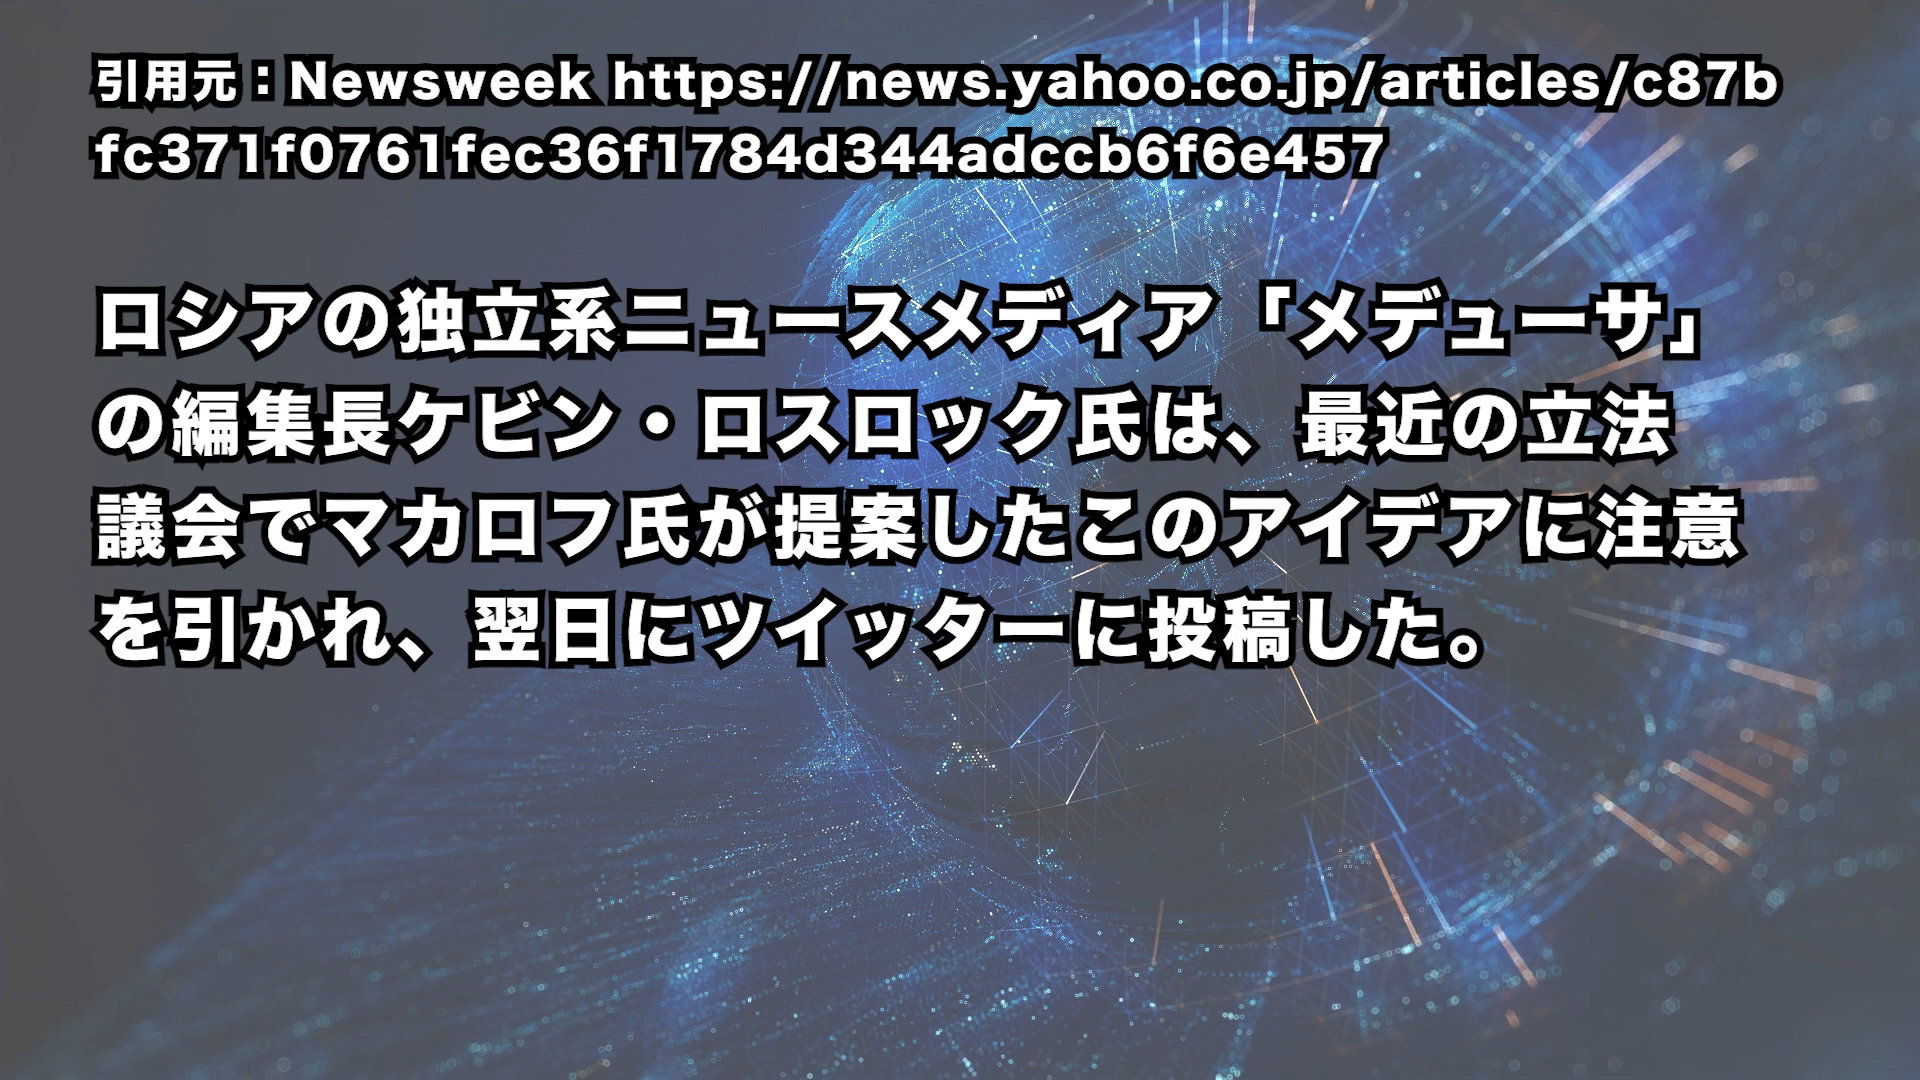 引用元：Newsweek https://news.yahoo.co.jp/articles/c87b
fc371f0761fec36f1784d344adccb6f6e457
ロシアの独立系ニュースメディア「メデューサ」
の編集長ケビン・ロスロック氏は、最近の立法
議会でマカロフ氏が提案したこのアイデアに注意
を引かれ、翌日にツイッターに投稿した。